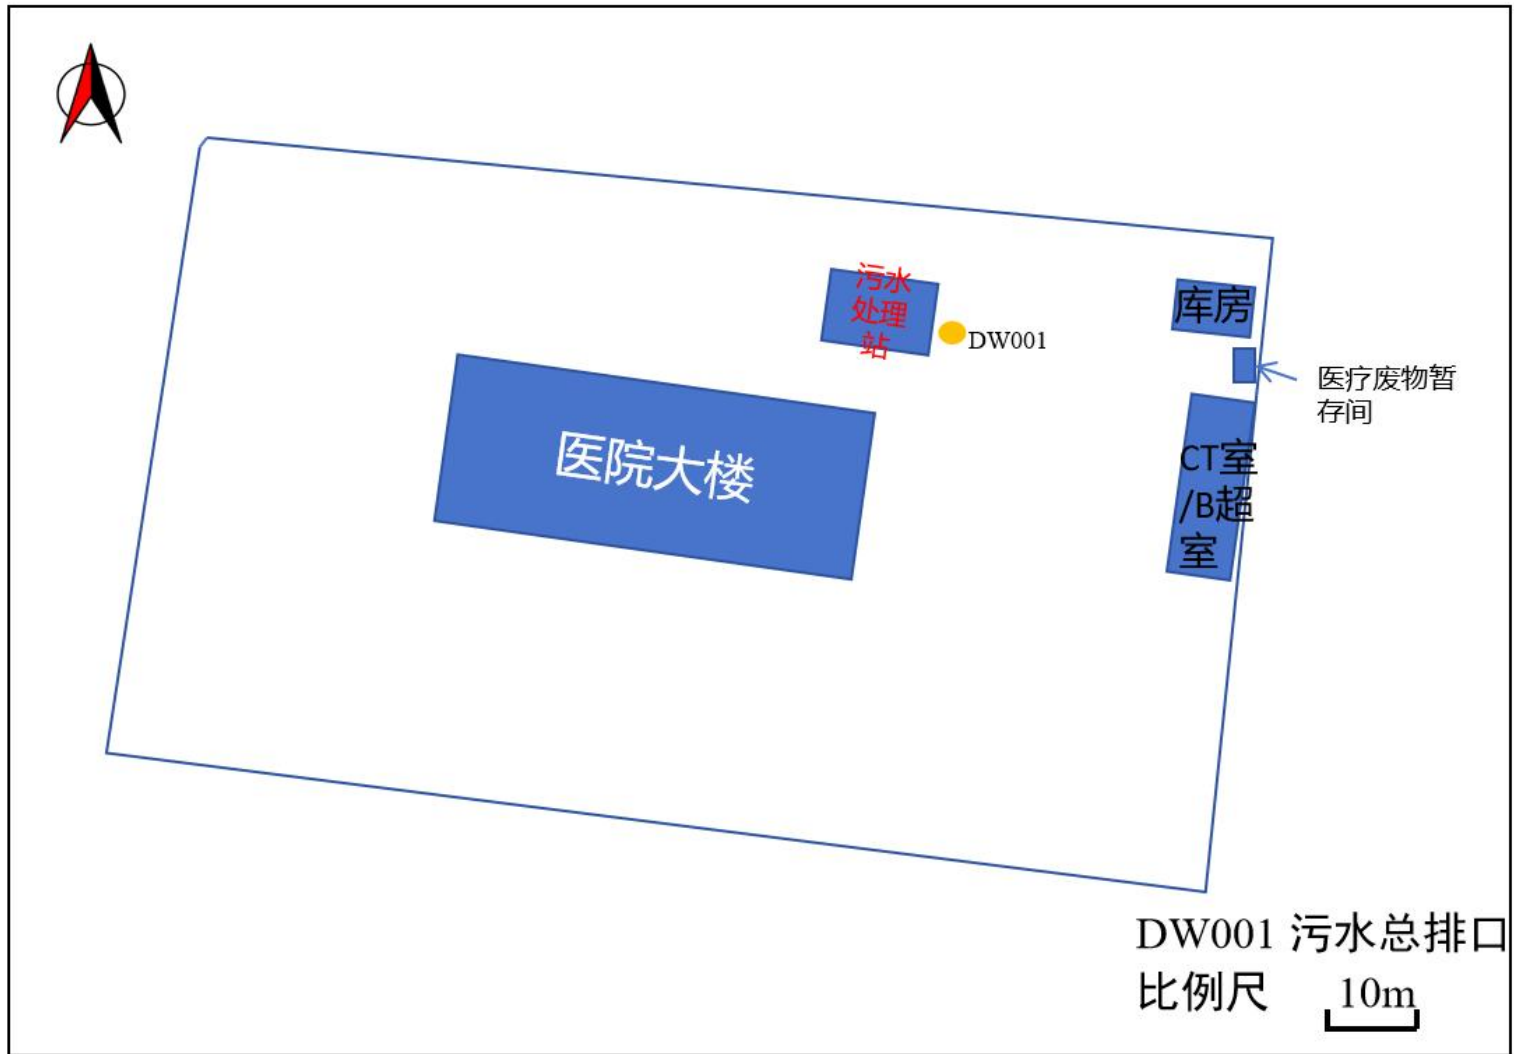 污水
处理
站
DW001
库房
医疗废物暂
存间
医院大楼
CT室
/B超
室
DW001 污水总排口
比例尺 10m